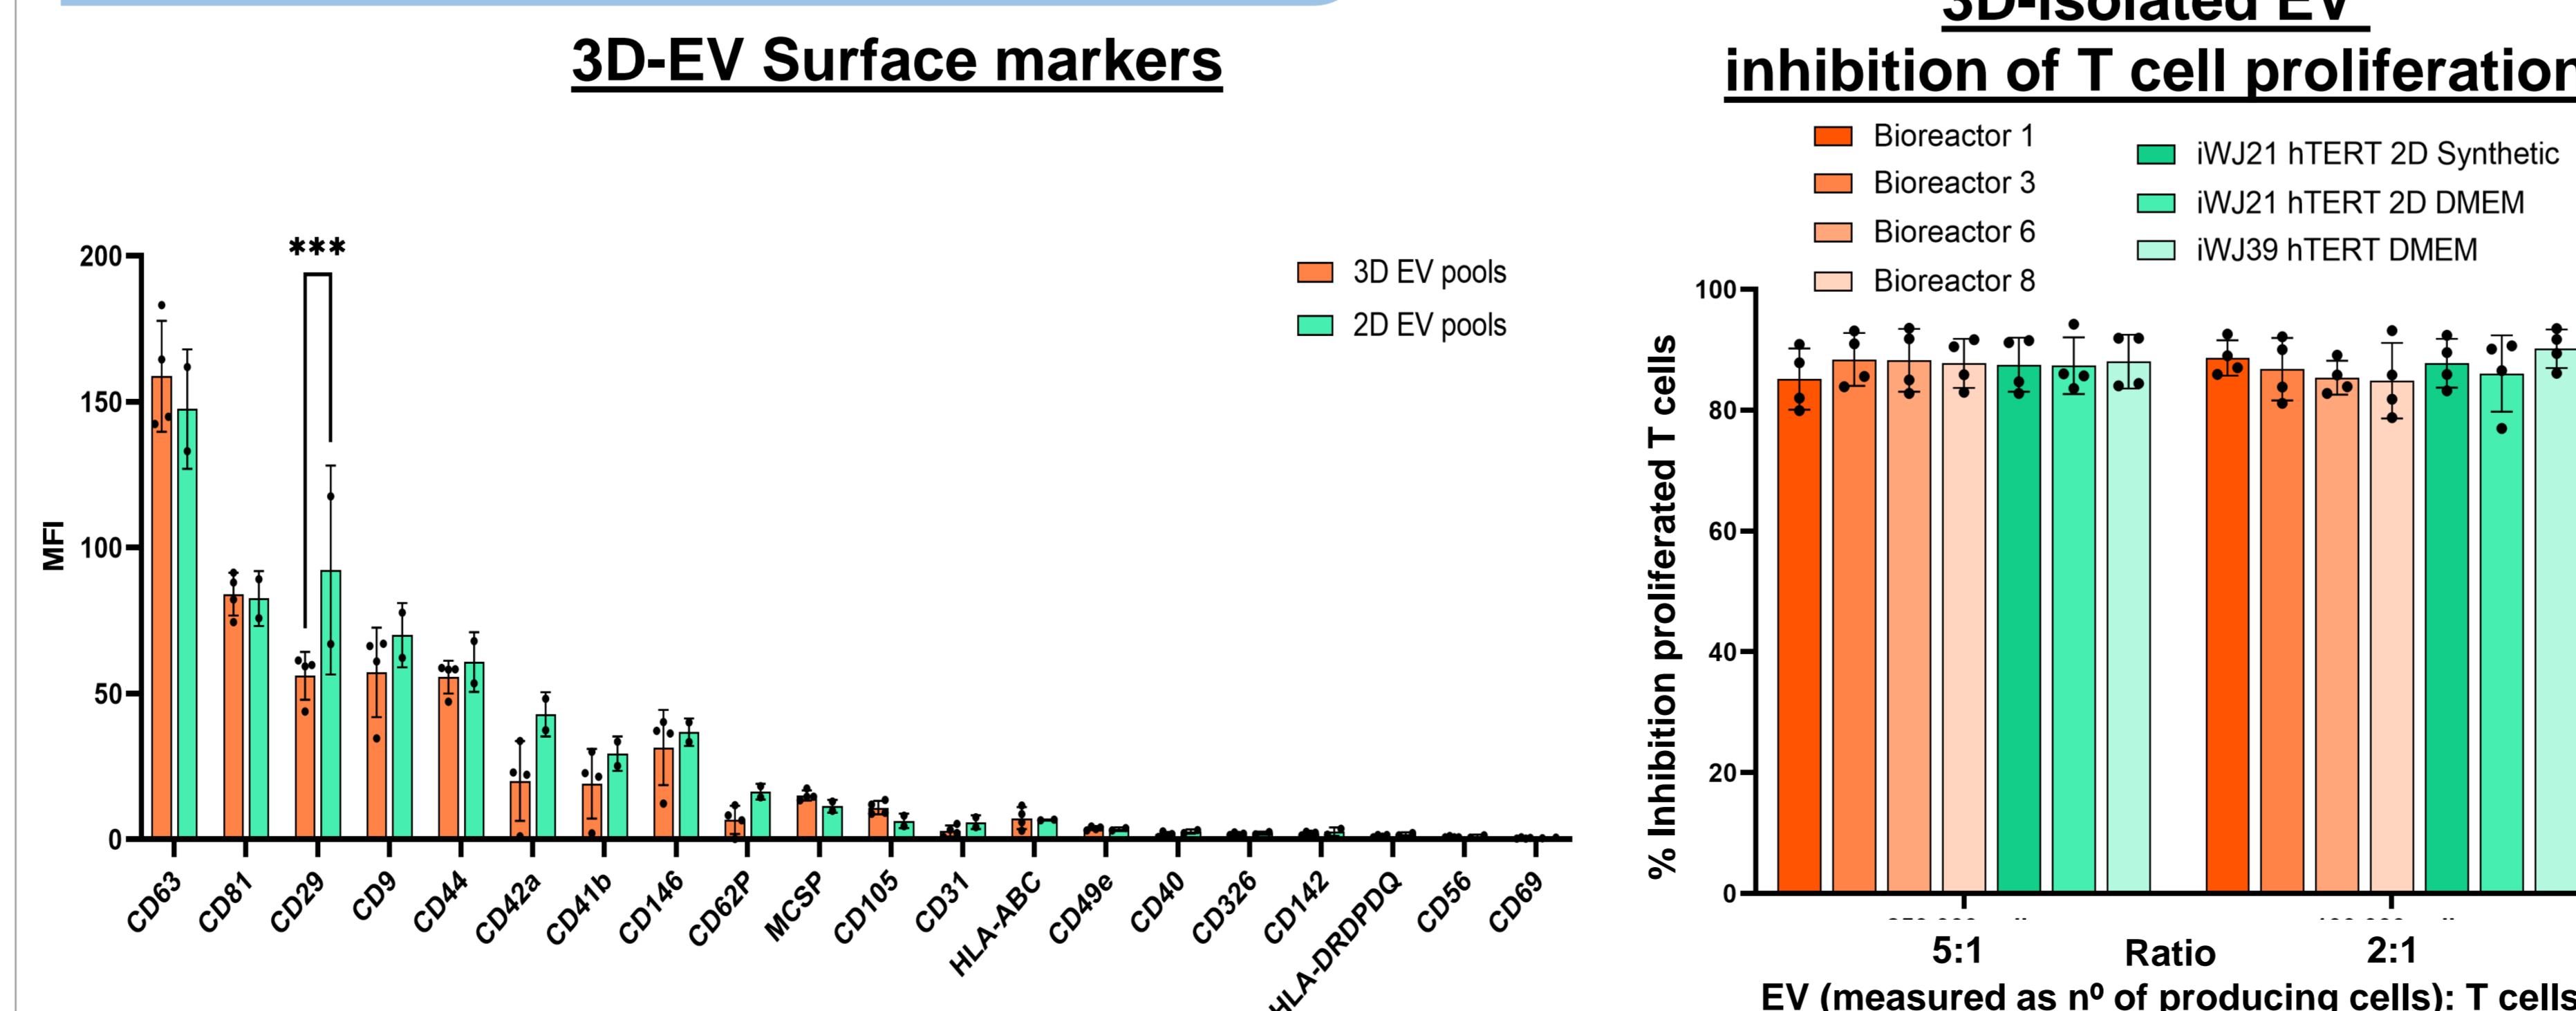 3D-EV Surface markers
200
150
100
50
0
MFI
***
3D EV pools
2D EV pools
CD63
CD81
CD29
CD9
CD44
CD42a
CD41b
CD146
CD62P
MCSP
CD105
CD31
HLA-ABC
CD49e
CD40
CD326
CD142
HLA-DRDPDQ
CD56
CD69
3D-Isolated EV
inhibition of T cell proliferation
Bioreactor 1
Bioreactor 3
Bioreactor 6
Bioreactor 8
iWJ21 hTERT 2D Synthetic
iWJ21 hTERT 2D DMEM
iWJ39 hTERT DMEM
100
80
60
40
20
0
% Inhibition proliferated T cells
5:1 Ratio 2:1
EV (measured as nº of producing cells): T cells